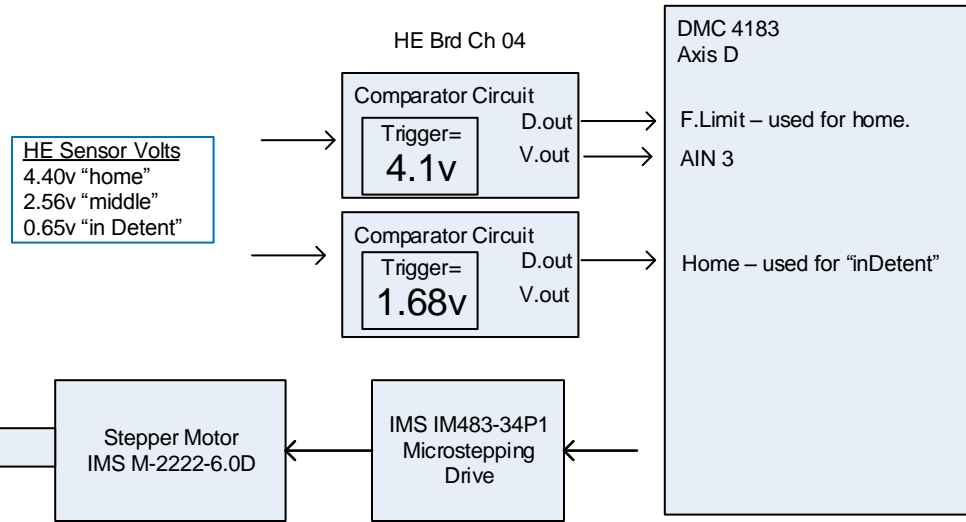 HE Brd Ch 04
DMC 4183
Axis D
Comparator Circuit
D.out
Trigger=
4.1v
V.out
F.Limit – used for home.
AIN 3
HE Sensor Volts
4.40v “home”
2.56v “middle”
0.65v “in Detent”
Comparator Circuit
D.out
Trigger=
1.68v
V.out
Home – used for “inDetent”
Stepper Motor
IMS M-2222-6.0D
IMS IM483-34P1
Microstepping
Drive